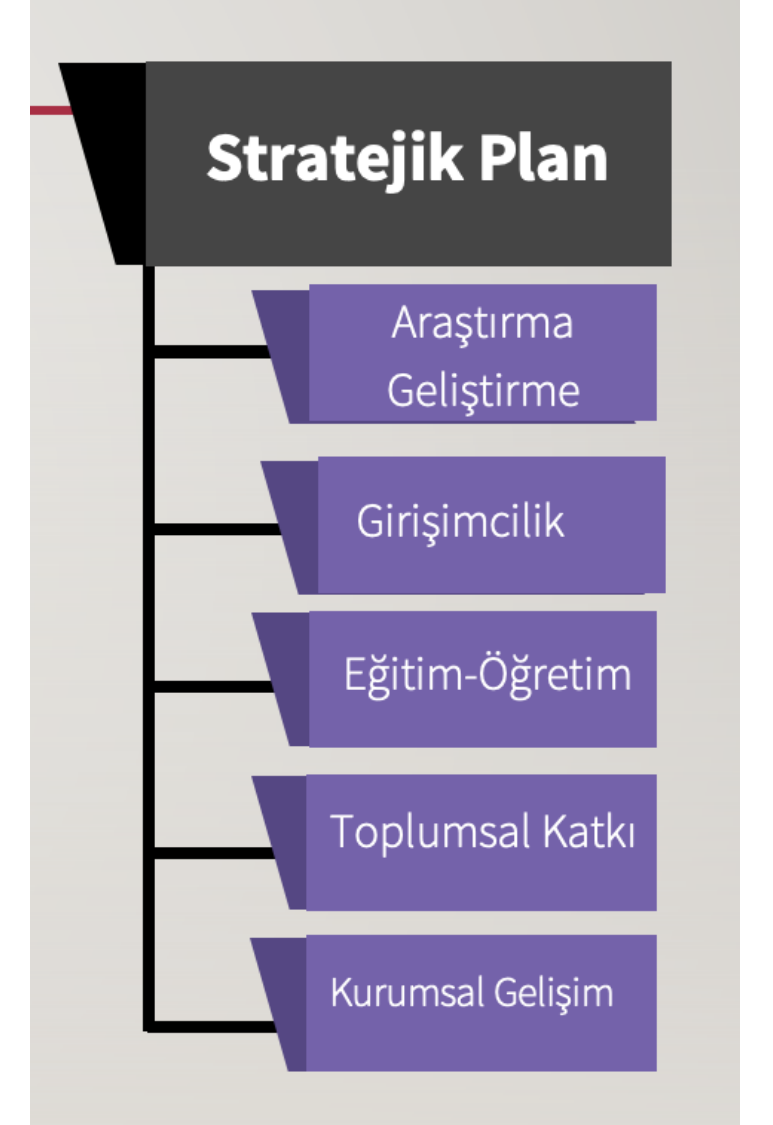 Stratejik Plan
Araştırma
Geliştirme
Girişimcilik
Eğitim-Öğretim
Toplumsal Katkı
Kurumsal Gelişim